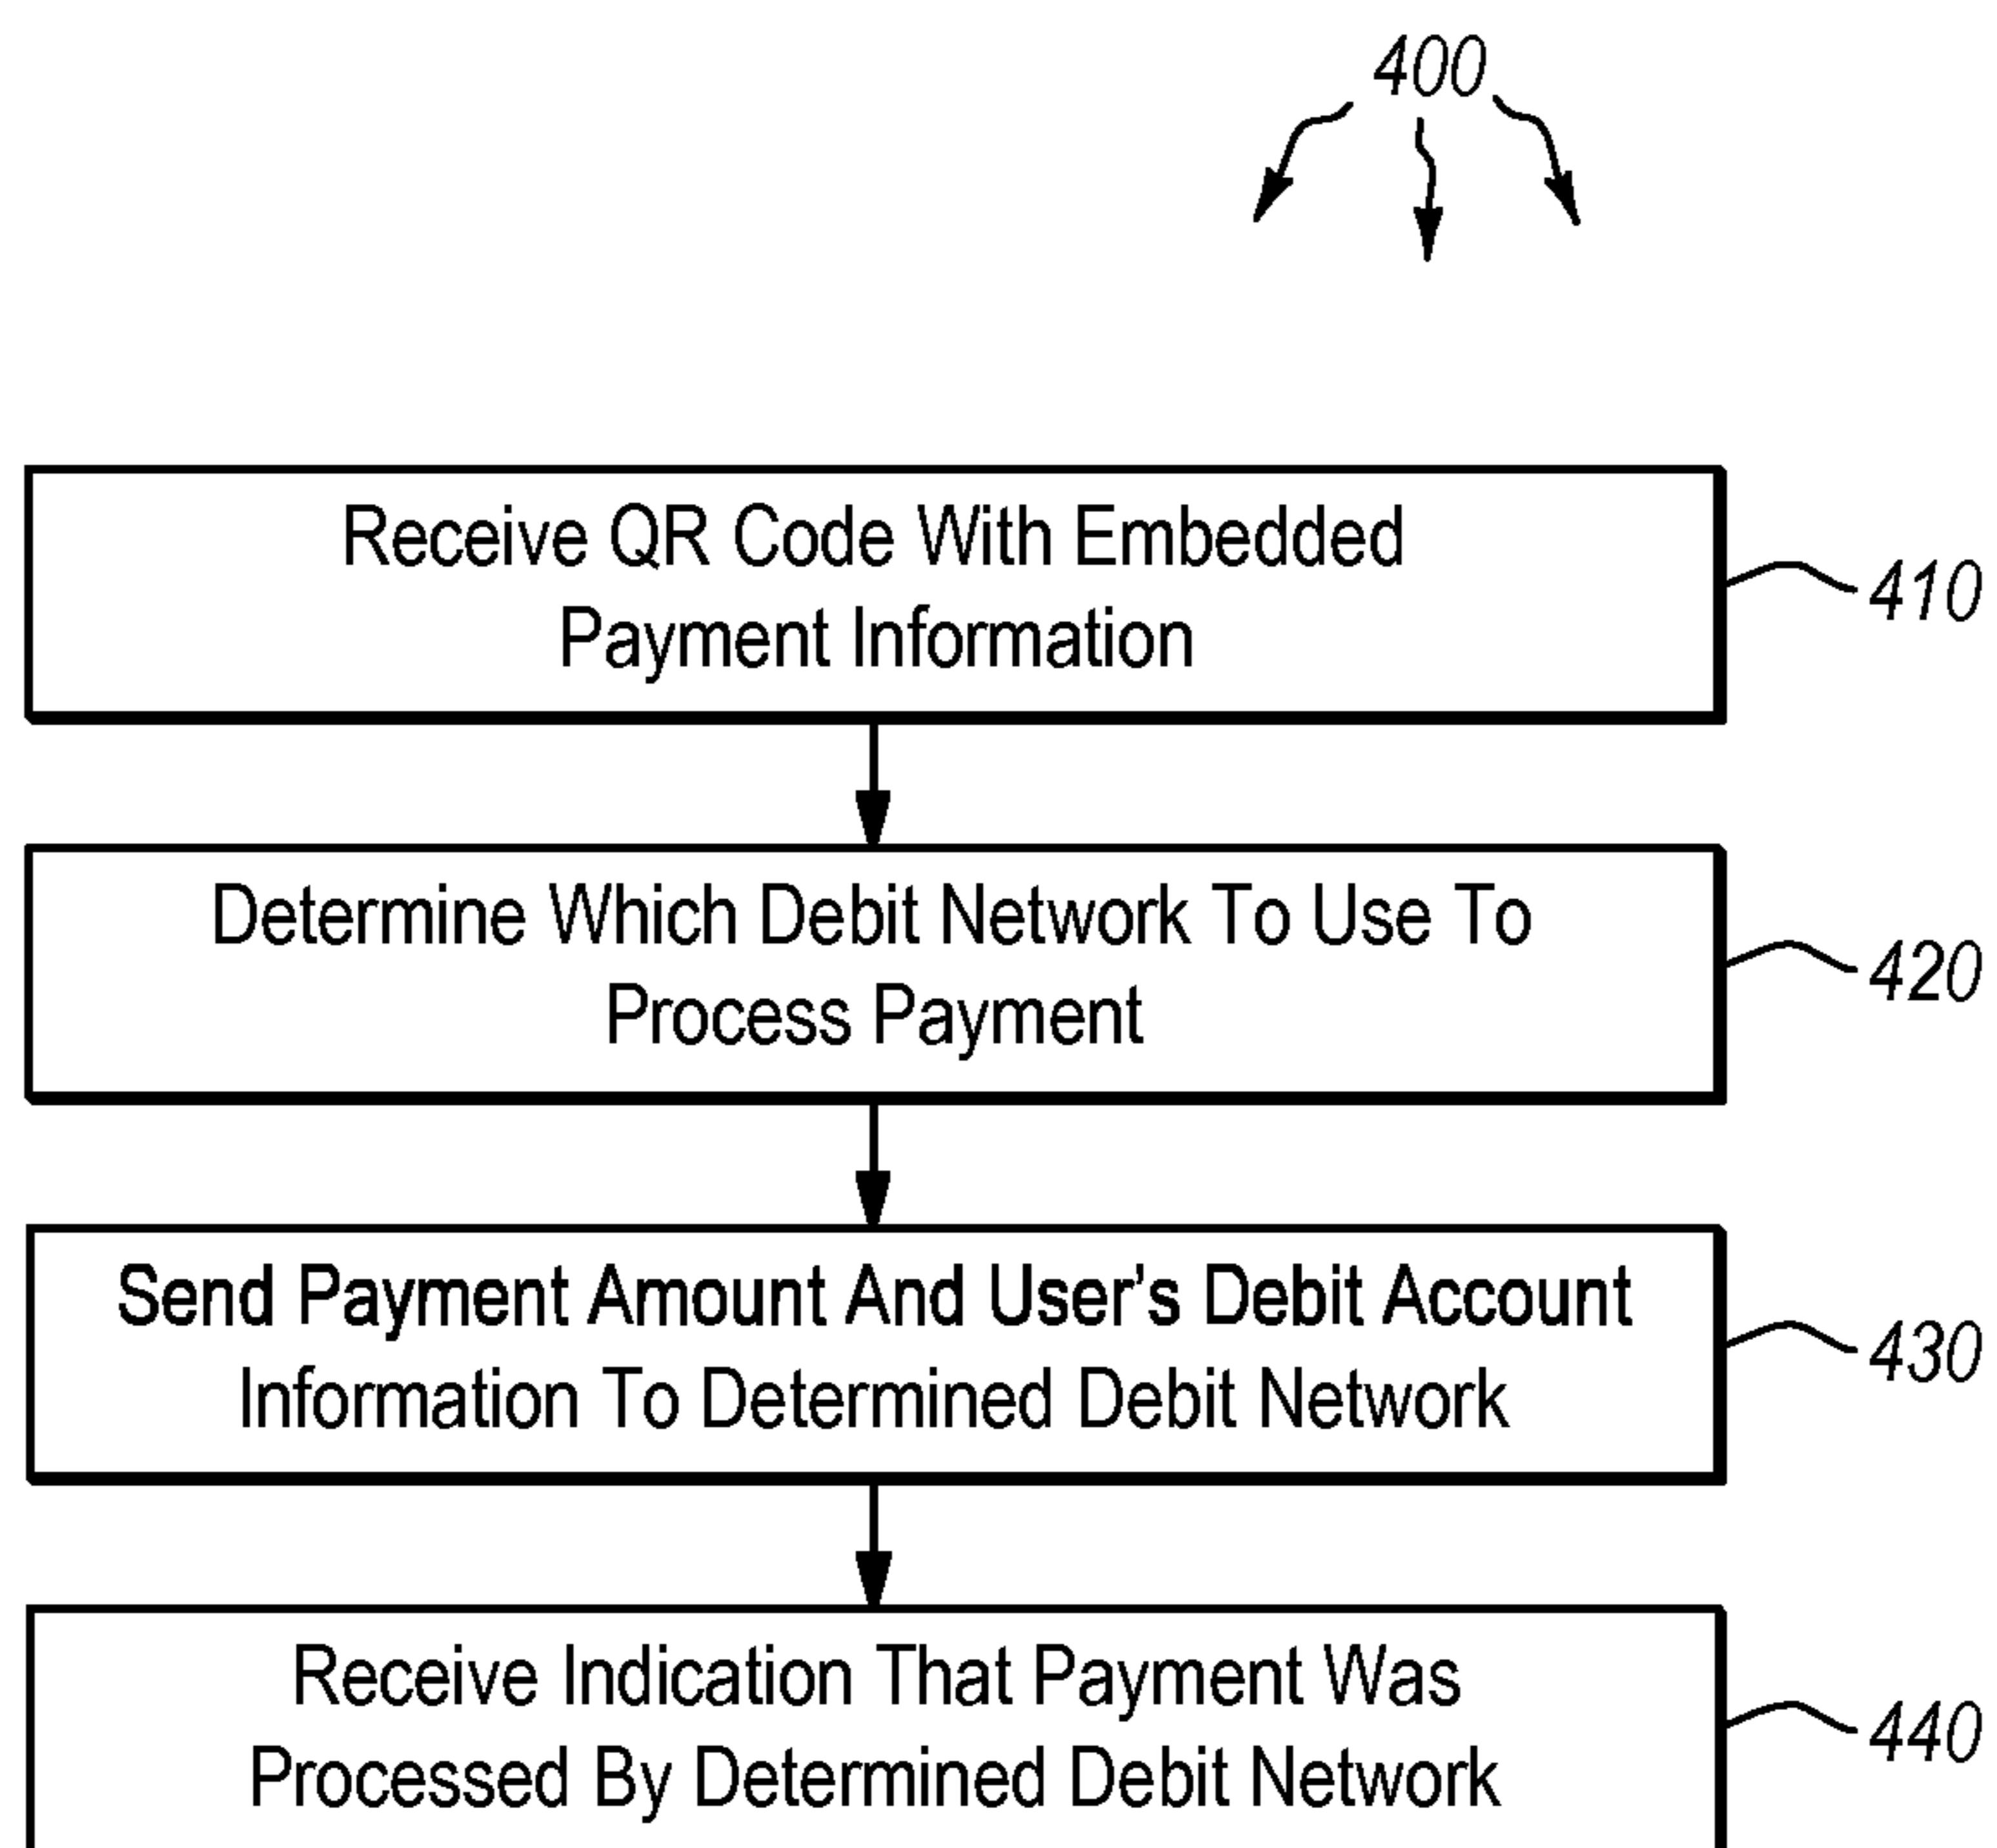 400
Receive QR Code With Embedded
Payment Information
410
Determine Which Debit Network To Use To
Process Payment
420
Send Payment Amount And User's Debit Account
Information To Determined Debit Network
430
Receive Indication That Payment Was
Processed By Determined Debit Network
440